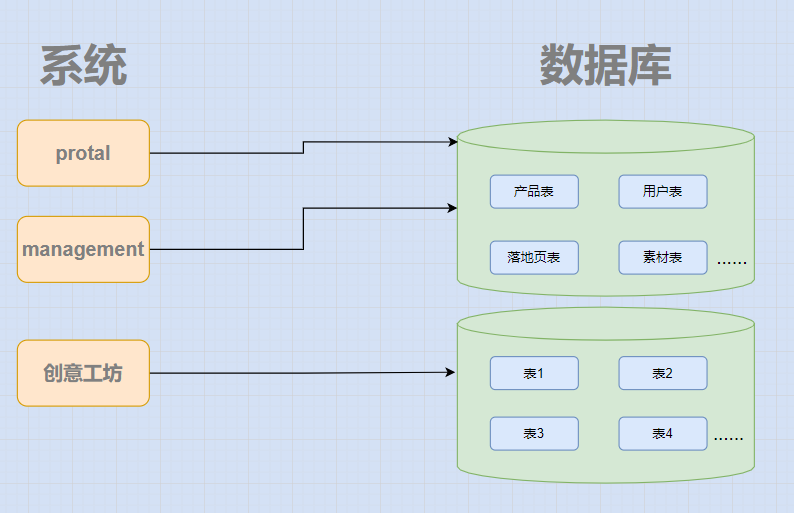 系统
数据库
protal
management
创意工坊
产品表
用户表
落地页表
素材表
......
表1
表2
表3
表4
......